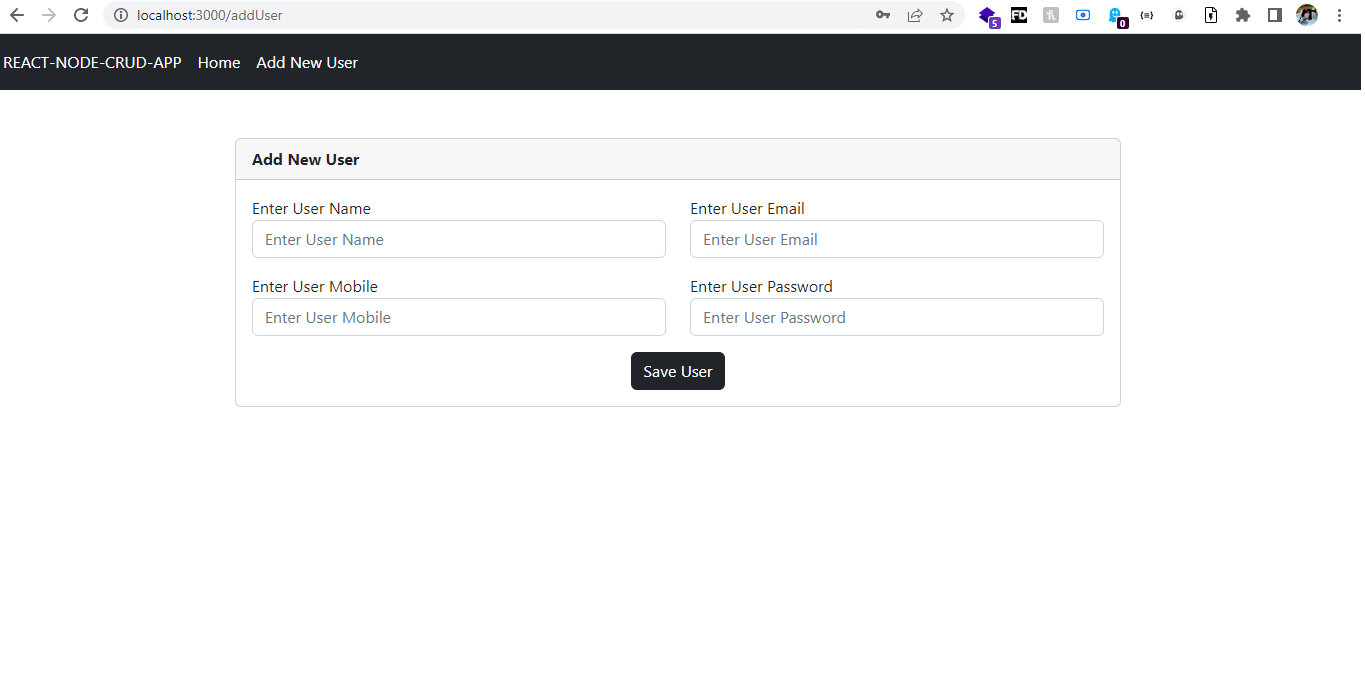 localhost:3000/addUser
5
FD
0
REACT-NODE-CRUD-APP Home Add New User
Add New User
Enter User Name Enter User Email
Enter User Name Enter User Email
Enter User Mobile Enter User Password
Enter User Mobile Enter User Password
Save User